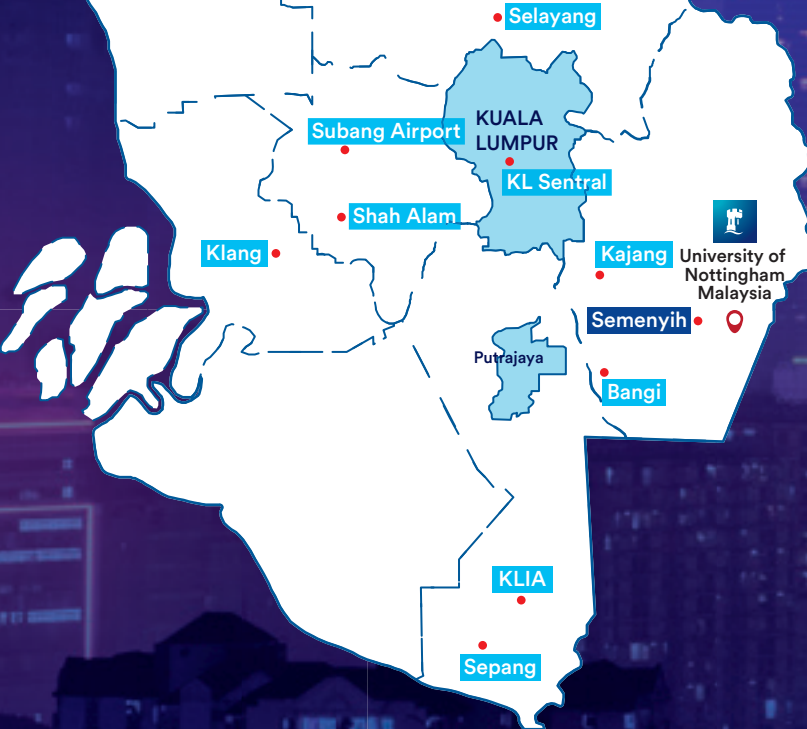 Selayang
KUALA
LUMPUR
Subang Airport
KL Sentral
Shah Alam
Klang
Kajang
University of
Nottingham
Malaysia
Semenyih
Putrajaya
Bangi
KLIA
Sepang